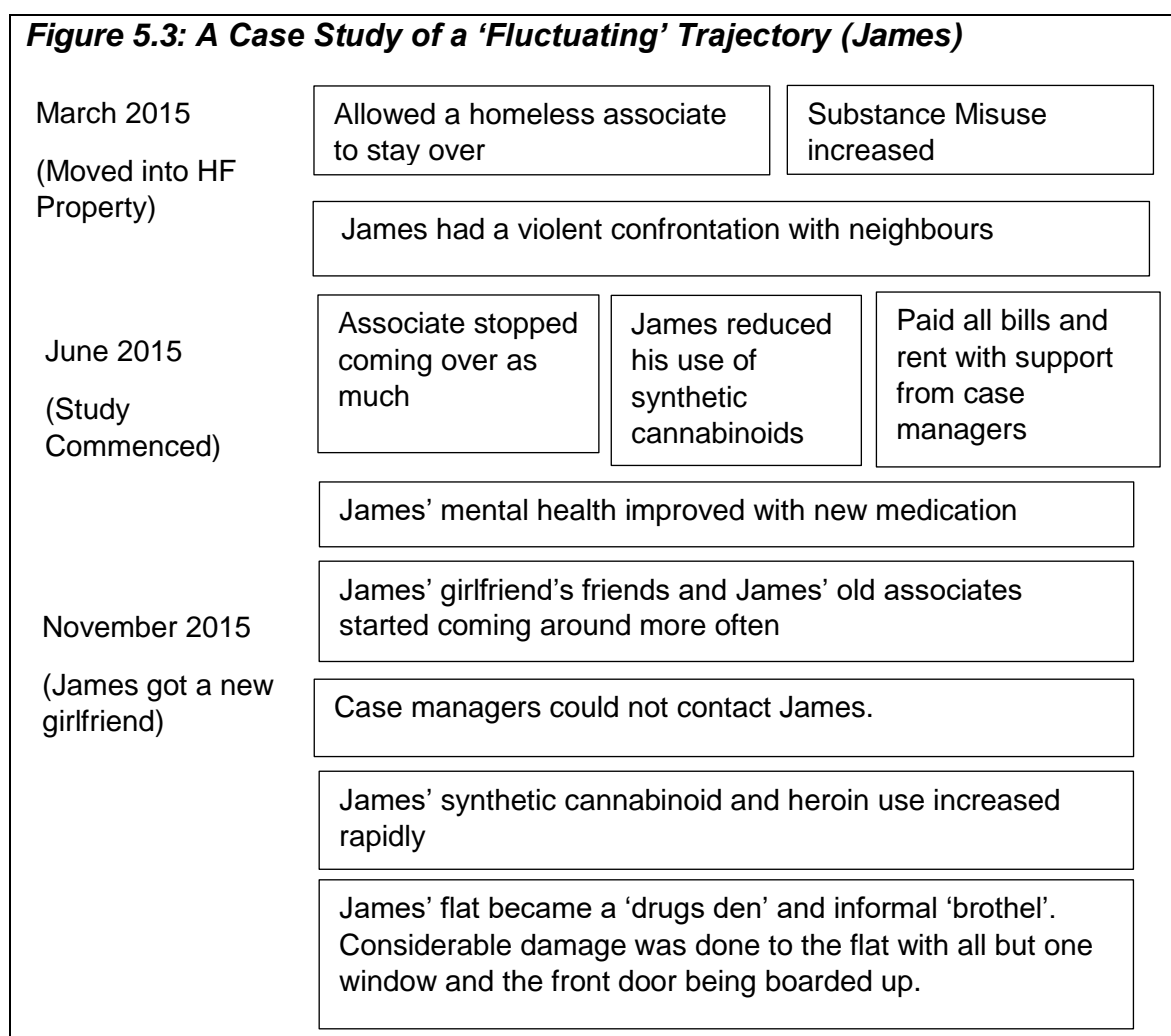 Figure 5.3: A Case Study of a ‘Fluctuating’ Trajectory (James)
March 2015
(Moved into HF
Property)
Allowed a homeless associate
to stay over
Substance Misuse
increased
James had a violent confrontation with neighbours
June 2015
(Study
Commenced)
Associate stopped
coming over as
much
James reduced
his use of
synthetic
cannabinoids
Paid all bills and
rent with support
from case
managers
James’ mental health improved with new medication
November 2015
(James got a new
girlfriend)
James’ girlfriend’s friends and James’ old associates
started coming around more often
Case managers could not contact James.
James’ synthetic cannabinoid and heroin use increased
rapidly
James’ flat became a ‘drugs den’ and informal ‘brothel’.
Considerable damage was done to the flat with all but one
window and the front door being boarded up.